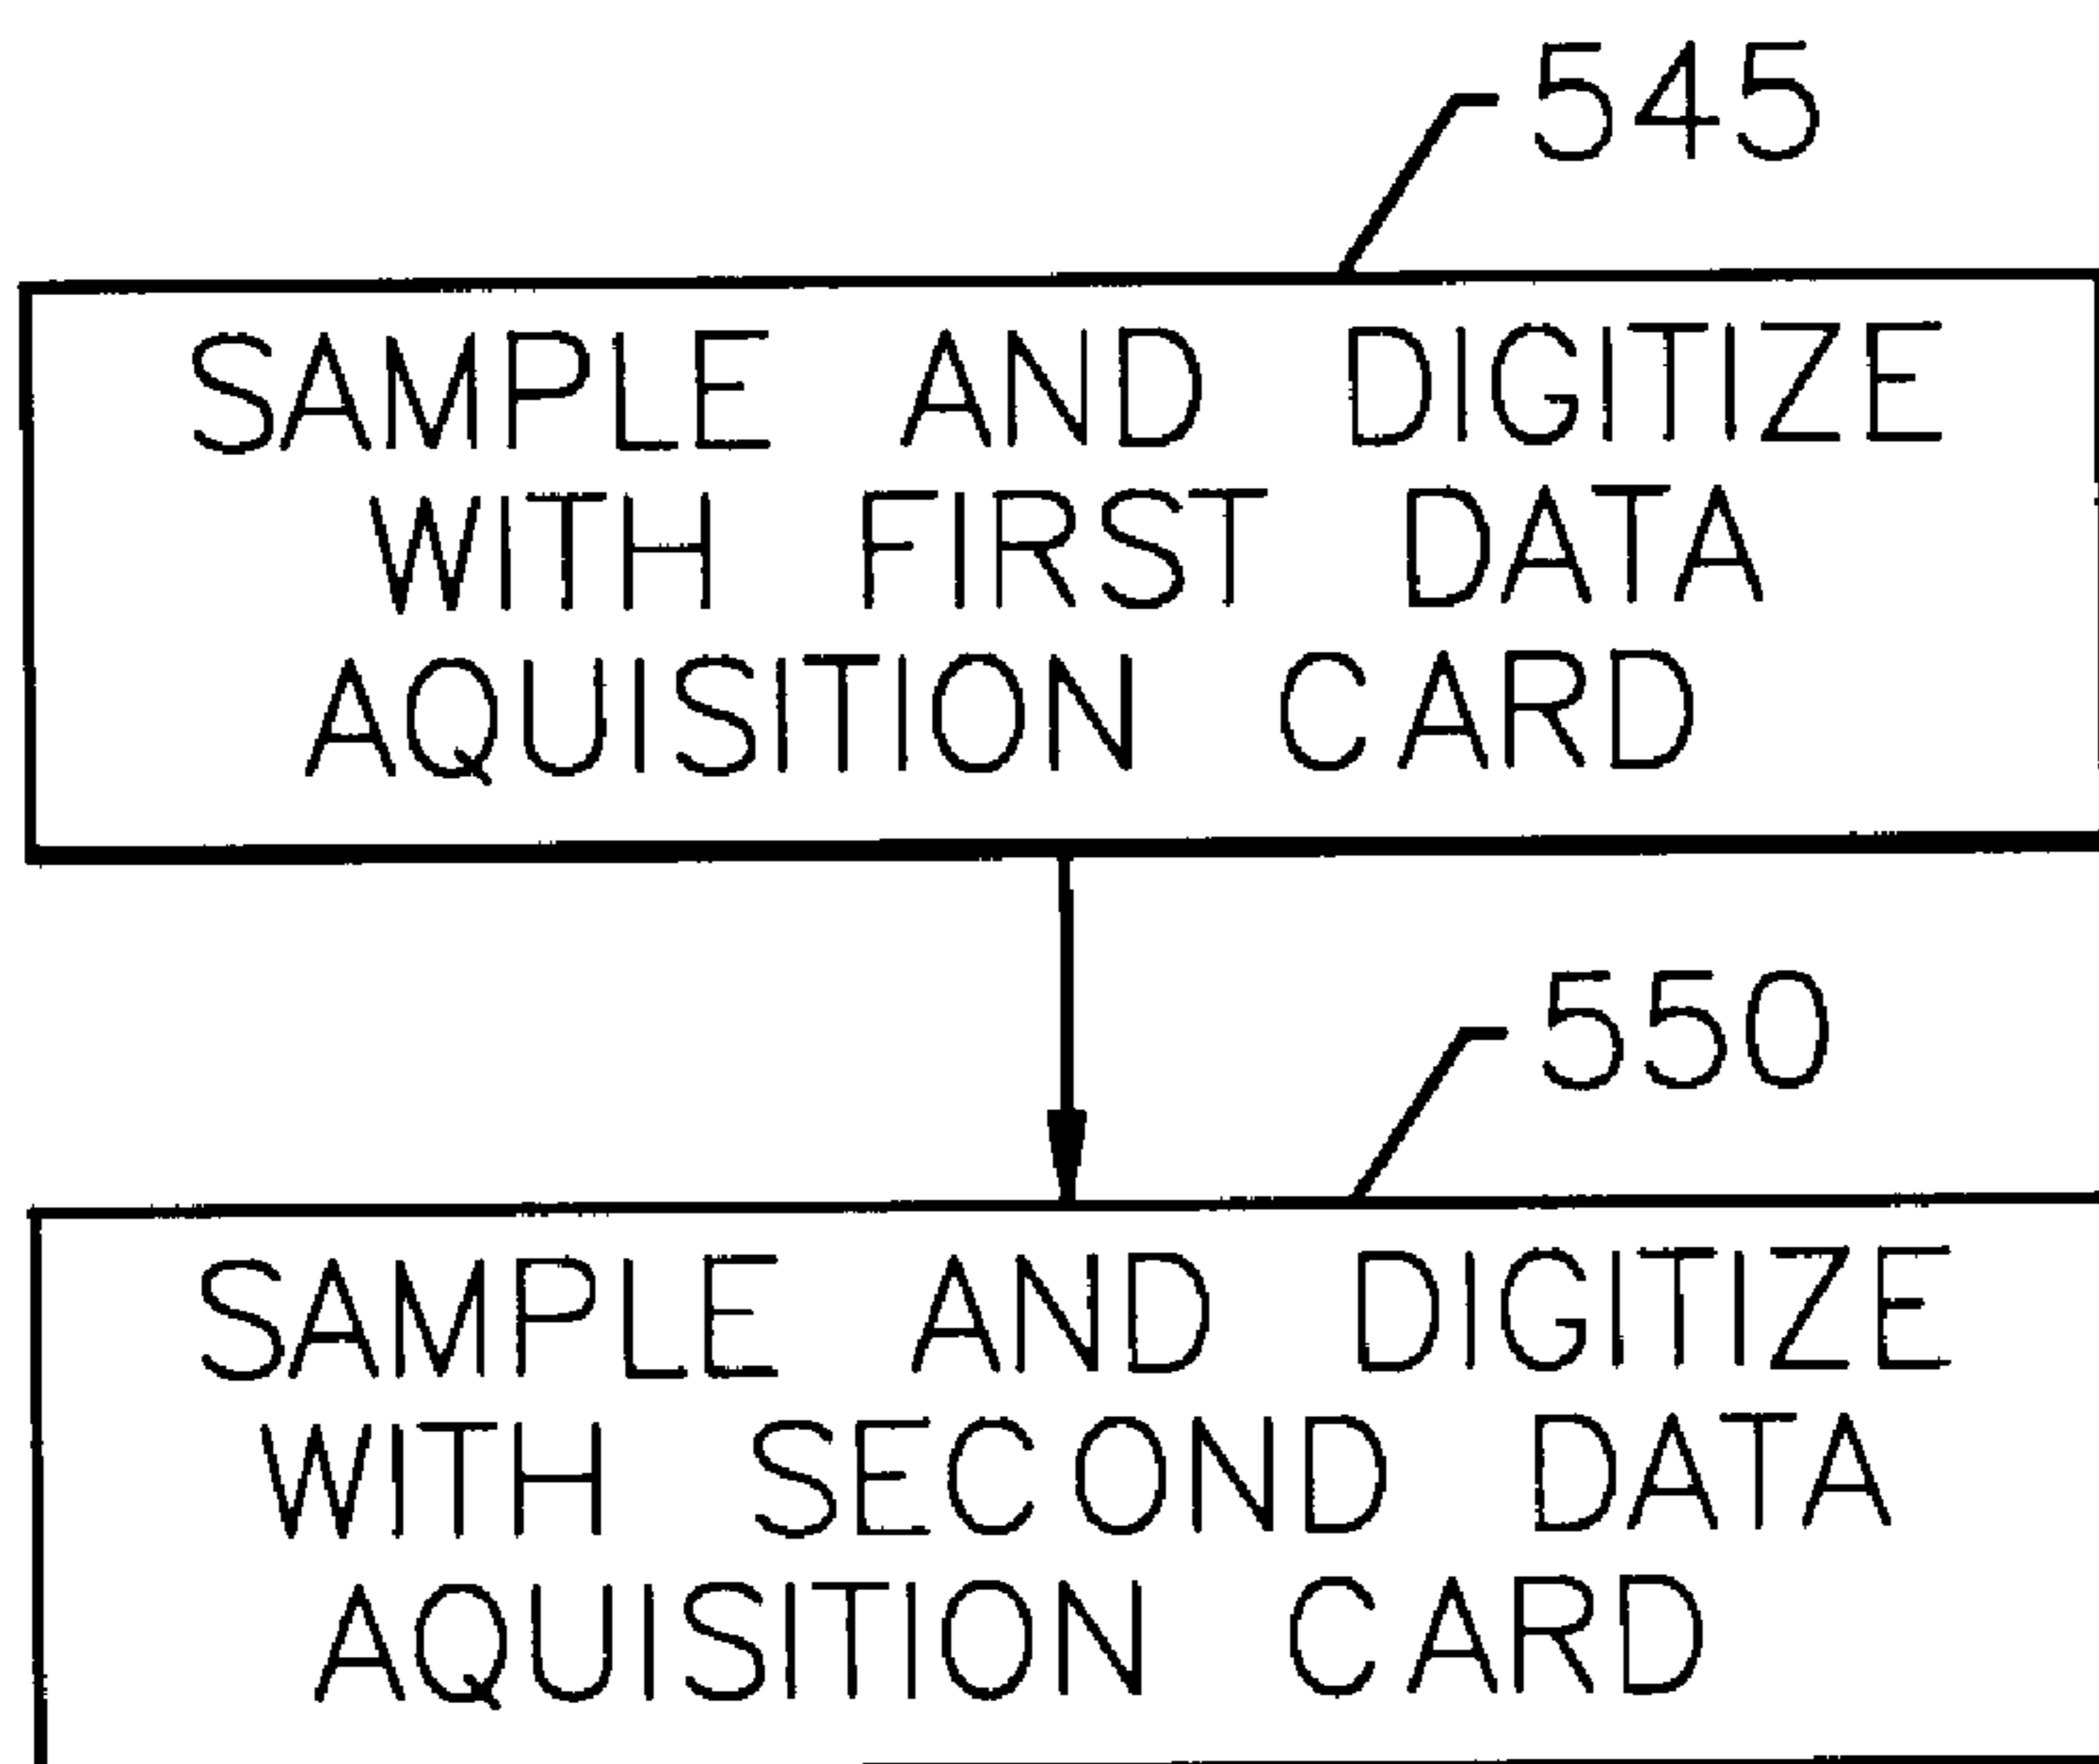 545
SAMPLE AND DIGITIZE
WITH FIRST DATA
AQUISITION CARD
550
SAMPLE AND DIGITIZE
WITH SECOND DATA
AQUISITION CARD